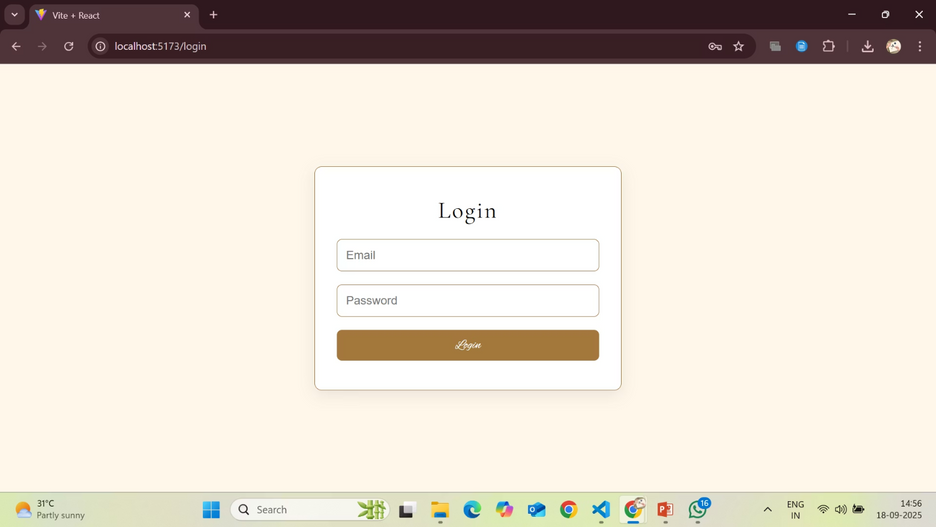 Vite + React
localhost:5173/login
Login
Email
Password
Login
31°C
Partly sunny
Search
16
ENG
IN
14:56
18-09-2025